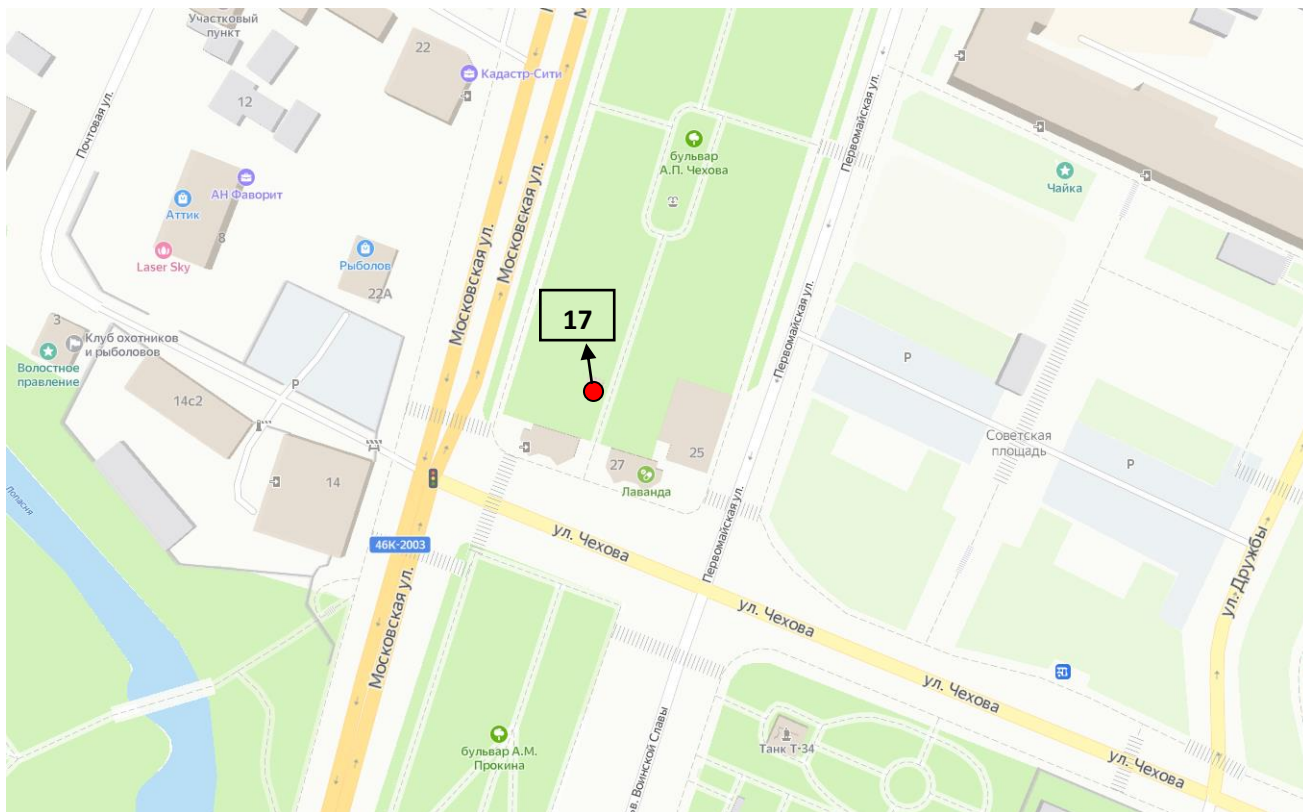 Участковый
пункт
22
Кадастр-Сити
12
Почтовая ул.
АН Фаворит
Аттик
8
Laser Sky
Рыболов
22А
Московская ул.
Московская ул.
бульвар
А.П. Чехова
Первомайская ул.
Чайка
17
3
Клуб охотников
и рыболовов
Волостное
правление
14с2
Р
14
Первомайская ул.
Р
Советская
площадь
Р
25
27
Лаванда
Лопасня
46К-2003
ул. Чехова
Первомайская ул.
ул. Дружбы
ул. Чехова
Московская ул.
ул. Чехова
бульвар А.М.
Прокина
Танк Т-34
в. Воинской Славы
ул. Чехова